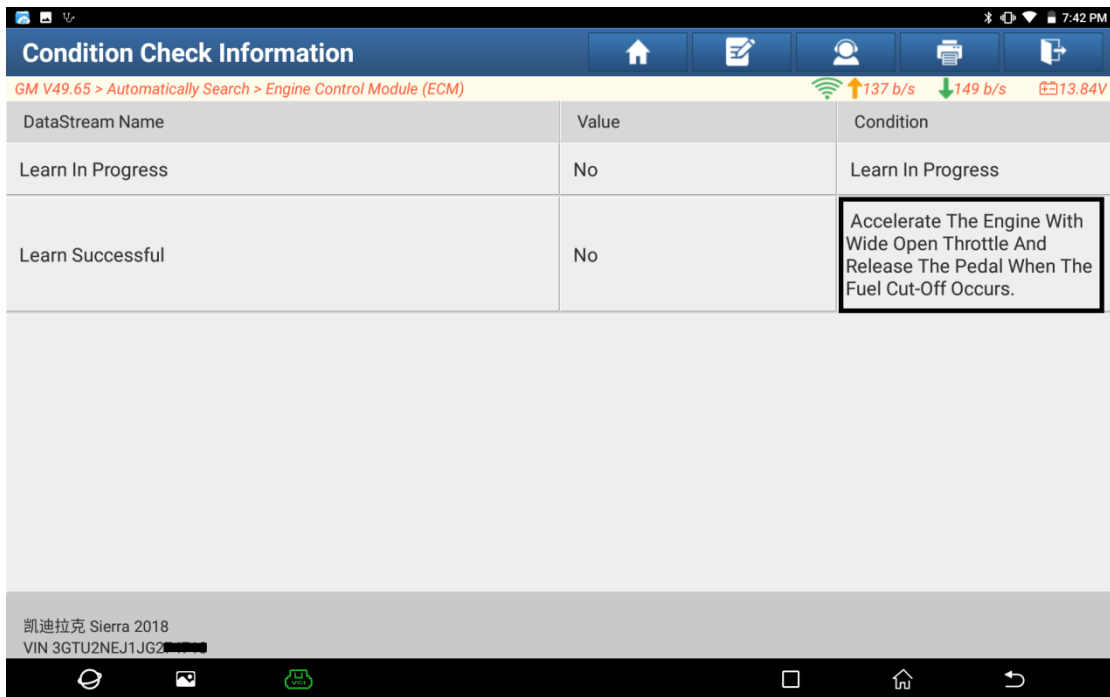 7:42 PM
Condition Check Information
GM V49.65 > Automatically Search > Engine Control Module (ECM)
137 b/s
149 b/s
13.84V
DataStream Name
Value
Condition
Learn In Progress
No
Learn In Progress
Learn Successful
No
Accelerate The Engine With
Wide Open Throttle And
Release The Pedal When The
Fuel Cut-Off Occurs.
凯迪拉克 Sierra 2018
VIN 3GTU2NEJ1JG2
VCI